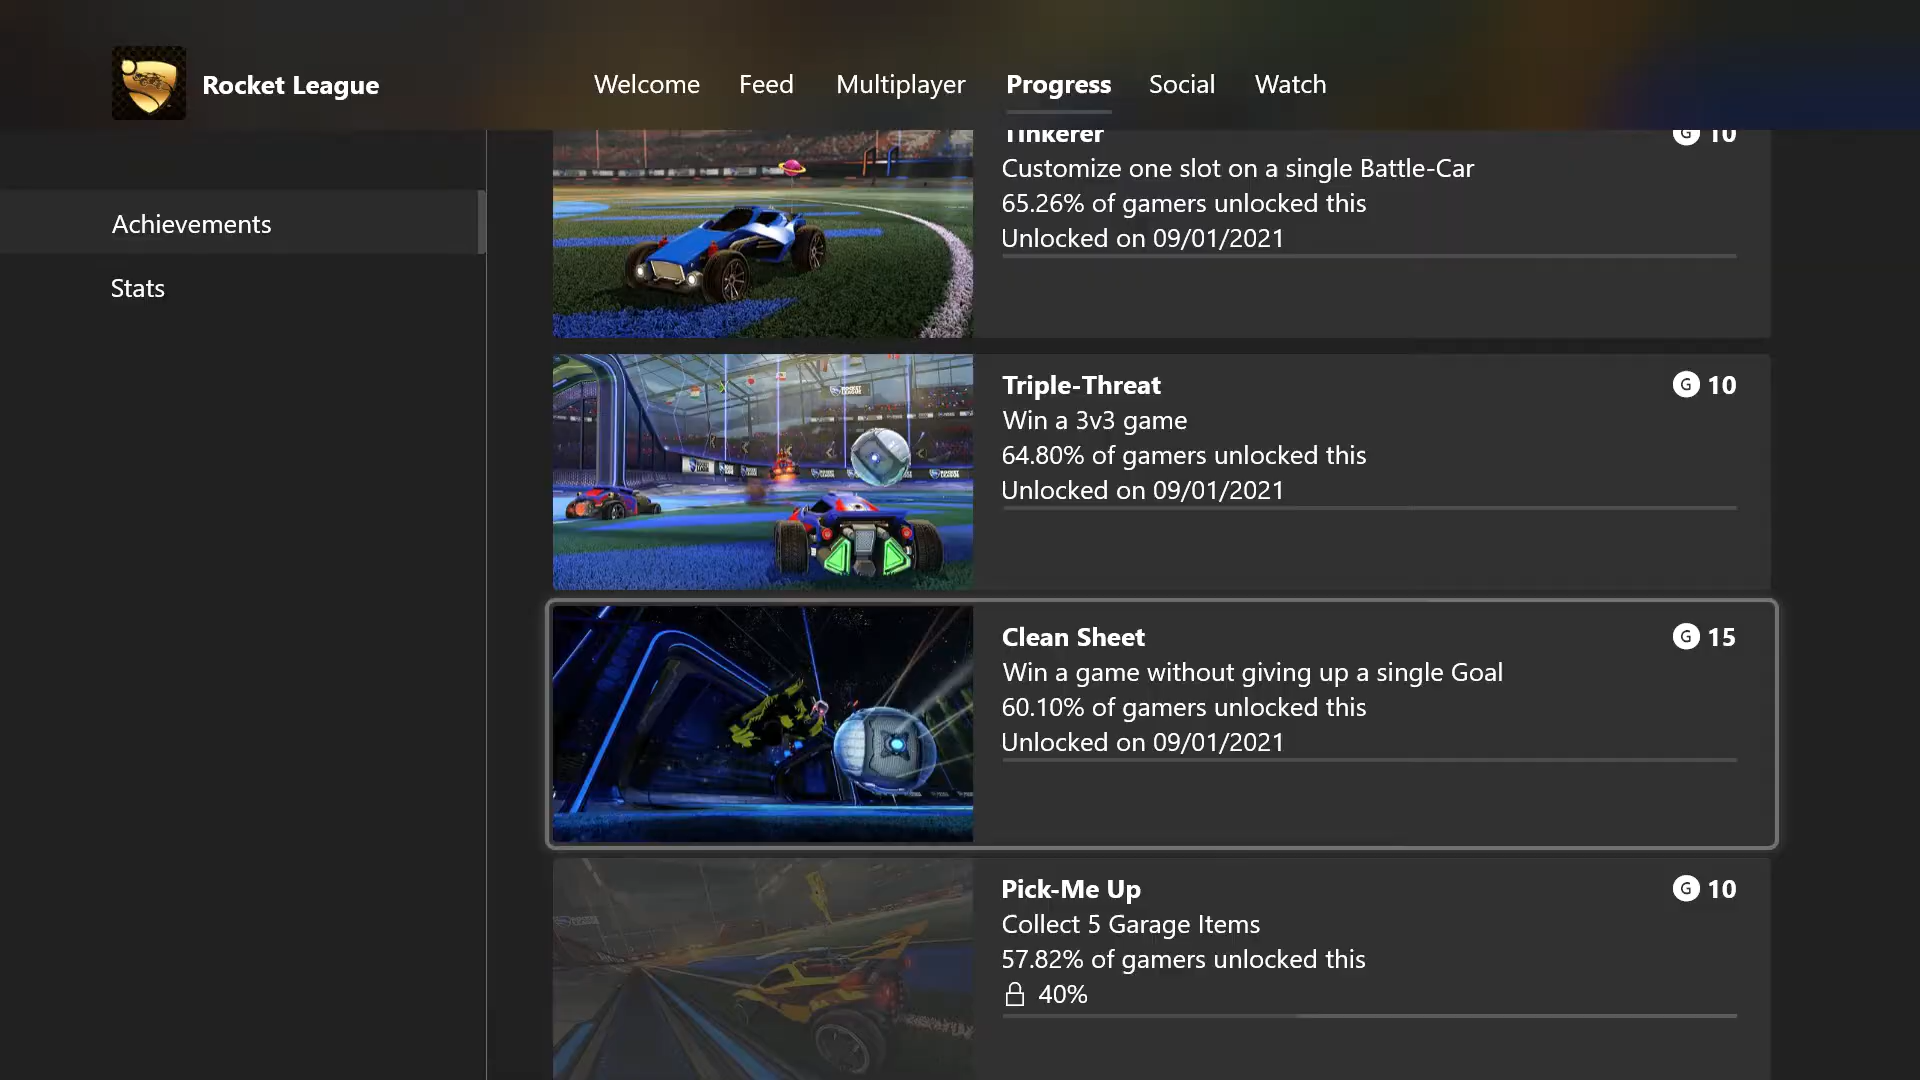 Rocket League
Welcome
Feed
Multiplayer
Progress
Social
Watch
Achievements
Stats
Tinkerer
G 10
Customize one slot on a single Battle-Car
65.26% of gamers unlocked this
Unlocked on 09/01/2021
Triple-Threat
G 10
Win a 3v3 game
64.80% of gamers unlocked this
Unlocked on 09/01/2021
Clean Sheet
G 15
Win a game without giving up a single Goal
60.10% of gamers unlocked this
Unlocked on 09/01/2021
Pick-Me Up
G 10
Collect 5 Garage Items
57.82% of gamers unlocked this
40%